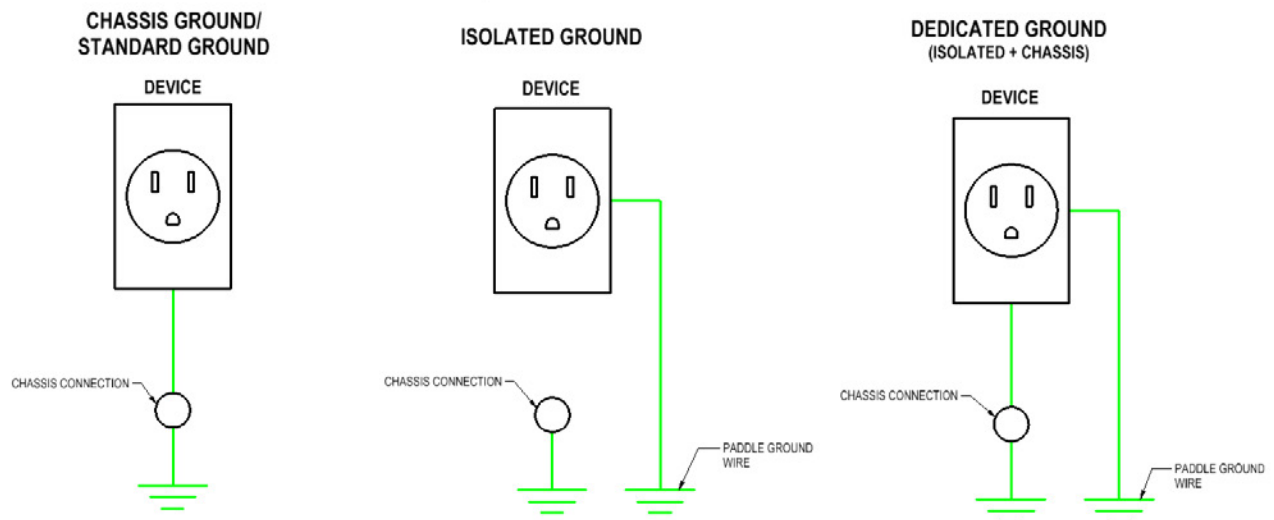 CHASSIS GROUND/
STANDARD GROUND
DEVICE
CHASSIS CONNECTION
ISOLATED GROUND
DEVICE
CHASSIS CONNECTION
PADDLE GROUND
WIRE
DEDICATED GROUND
(ISOLATED + CHASSIS)
DEVICE
CHASSIS CONNECTION
PADDLE GROUND
WIRE